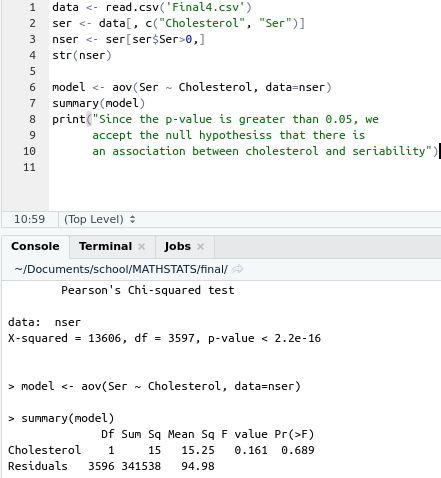 1 data <- read.csv('Final4.csv')
2 ser <- data[, c("Cholesterol", "Ser")]
3 nser <- ser[ser$Ser>0,]
4 str(nser)
5
6 model <- aov(Ser ~ Cholesterol, data=nser)
7 summary(model)
8 print("Since the p-value is greater than 0.05, we
9 accept the null hypothesiss that there is
10 an association between cholesterol and seriability")
11
10:59 (Top Level)
Console Terminal Jobs
~/Documents/school/MATHSTATS/final/
Pearson's Chi-squared test
data: nser
X-squared = 13606, df = 3597, p-value < 2.2e-16
> model <- aov(Ser ~ Cholesterol, data=nser)
> summary(model)
Df Sum Sq Mean Sq F value Pr(>F)
Cholesterol 1 15 15.25 0.161 0.689
Residuals 3596 341538 94.98